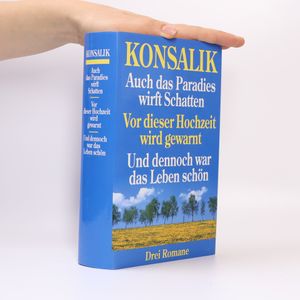 KONSALIK
Auch
das Paradies
wirft
Schatten
Vor
dieser Hochzeit
wird
gewarnt
Und dennoch
war das
Leben schön
KONSALIK
Auch das Paradies
wirft Schatten
Vor dieser Hochzeit
wird gewarnt
Und dennoch war
das Leben schön
Drei Romane